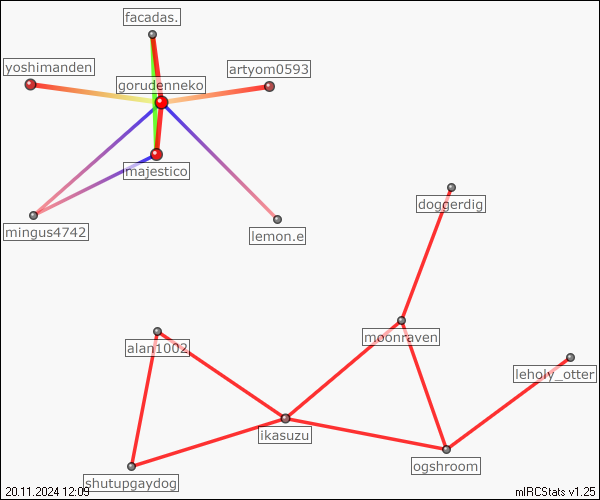 facadas.
yoshimanden
artyom0593
gorudenneko
majestico
doggerdig
mingus4742
lemon.e
moonraven
alan1002
leholy_otter
ikasuzu
ogshroom
shutupgaydog
20.11.2024 12:09
mIRCStats v1.25